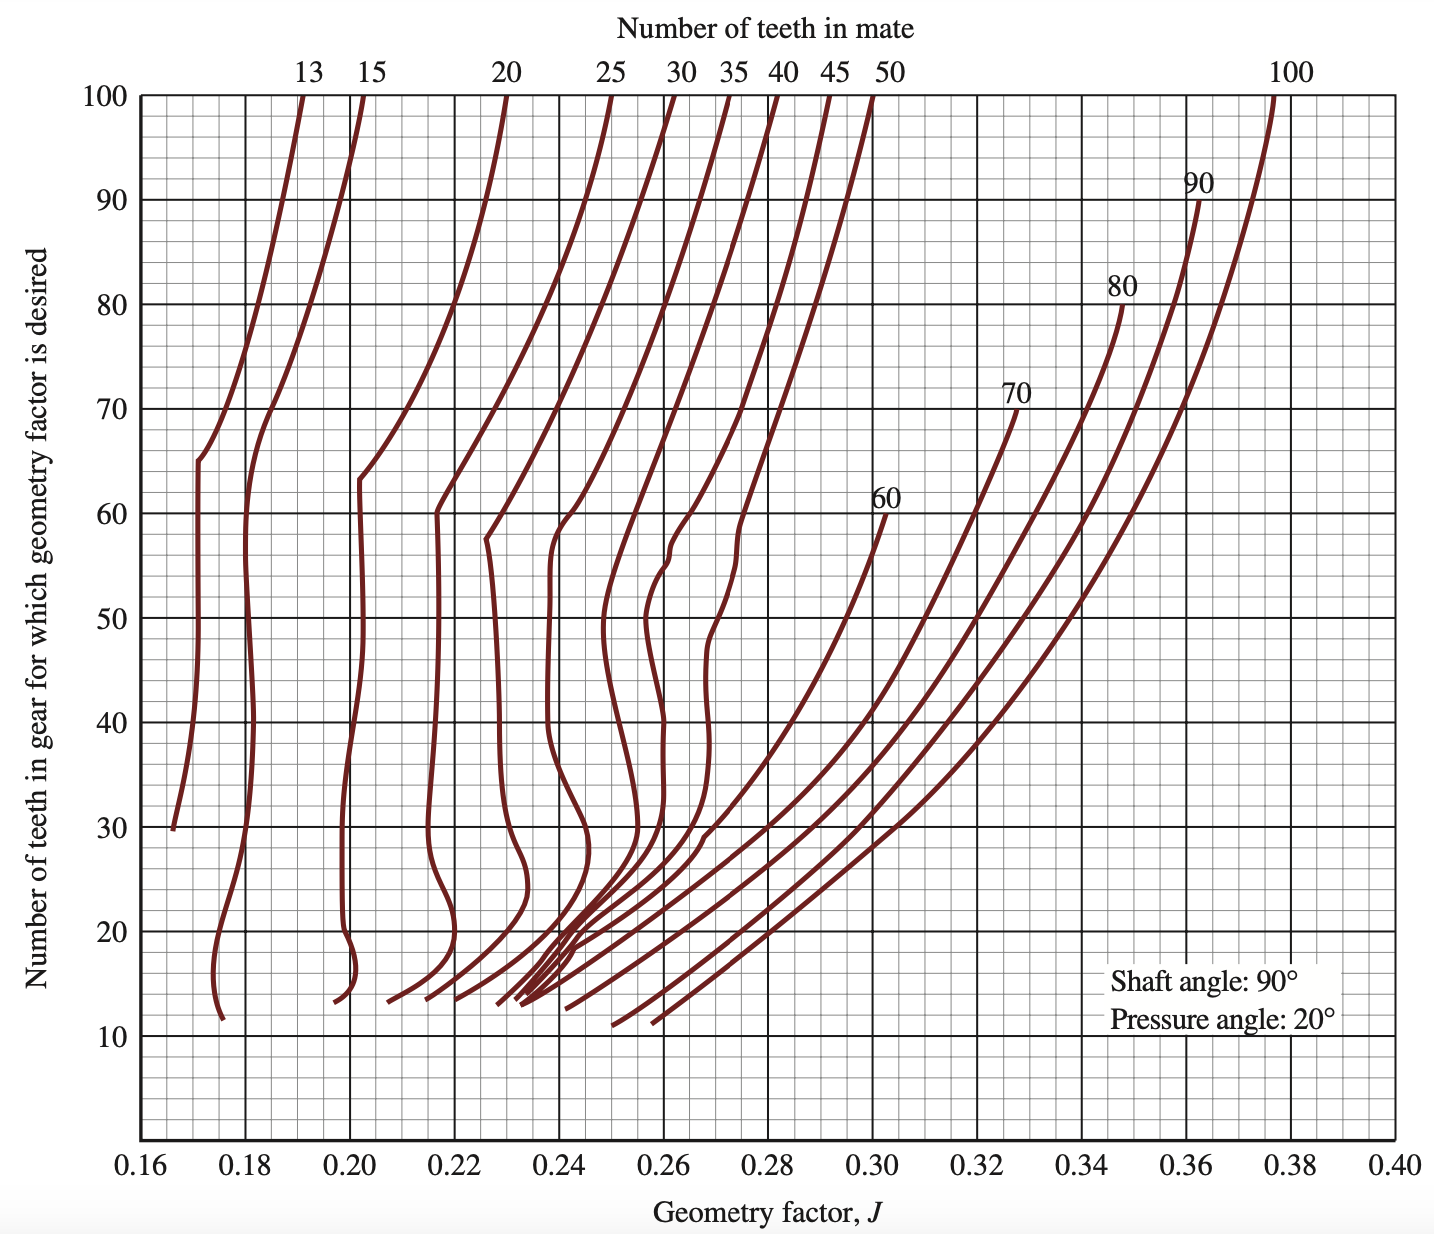 Number of teeth in mate
13 15 20 25 30 35 40 45 50 100
100
90
90
80
80
70
70
60
60
50
40
30
20
10
Number of teeth in gear for which geometry factor is desired
Shaft angle: 90°
Pressure angle: 20°
0.16 0.18 0.20 0.22 0.24 0.26 0.28 0.30 0.32 0.34 0.36 0.38 0.40
Geometry factor, J